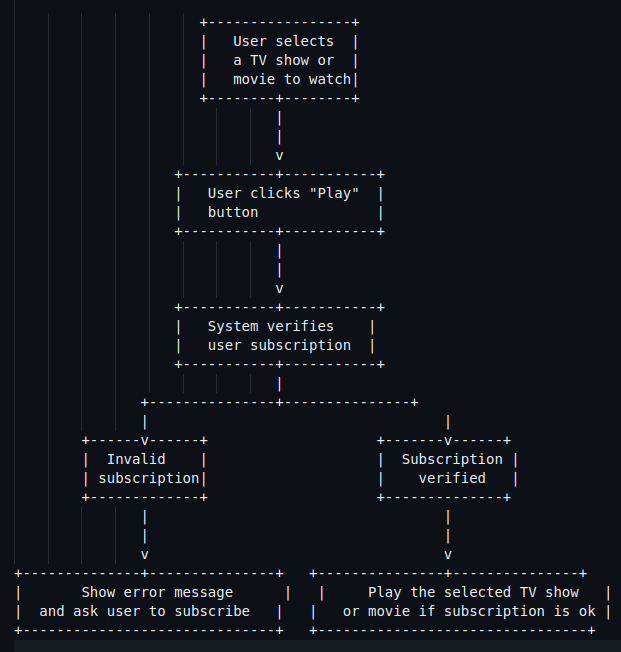 User selects
a TV show or
movie to watch
User clicks "Play"
button
System verifies
user subscription
Invalid
subscription
Subscription
verified
Show error message
and ask user to subscribe
Play the selected TV show
or movie if subscription is ok